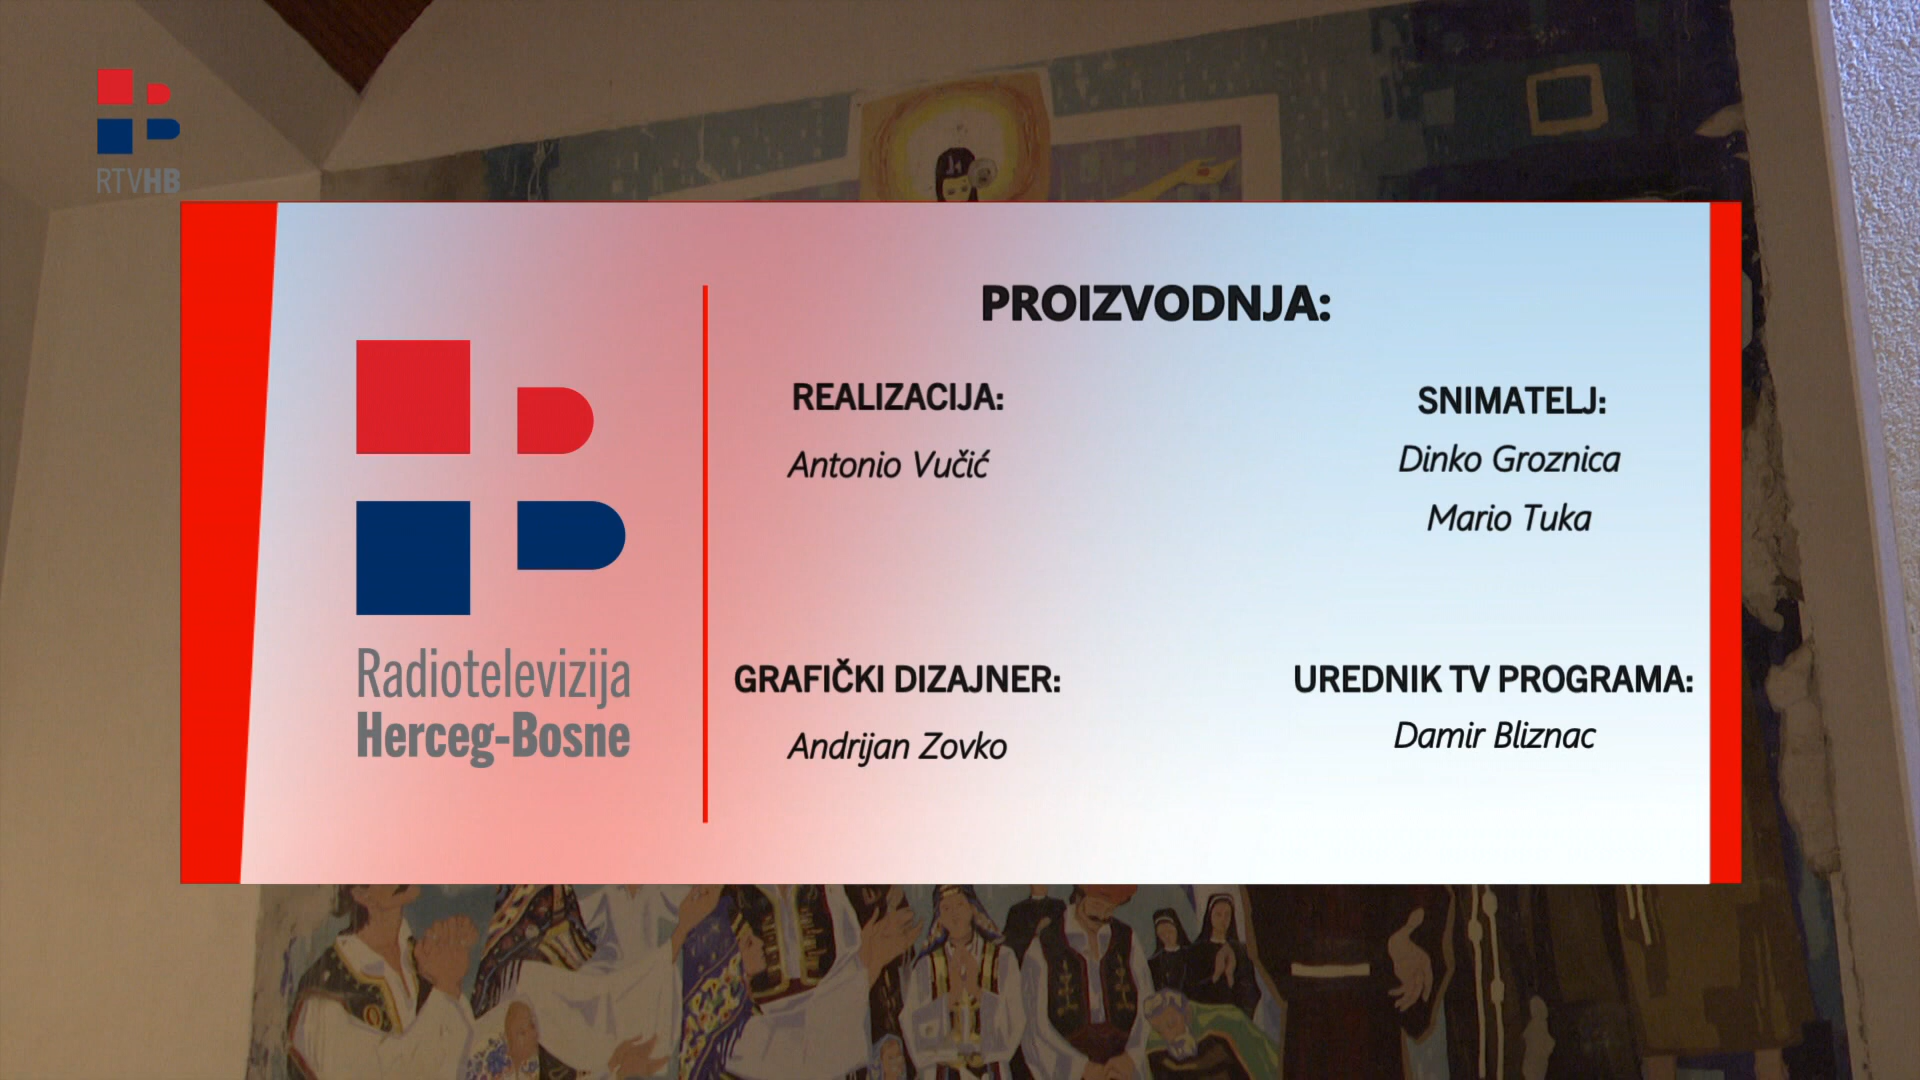 RTVHB
PROIZVODNJA:
REALIZACIJA:
Antonio Vučić
SNIMATELJ:
Dinko Groznica
Mario Tuka
GRAFIČKI DIZAJNER:
Andrijan Zovko
UREDNIK TV PROGRAMA:
Damir Bliznac
Radiotelevizija
Herceg-Bosne